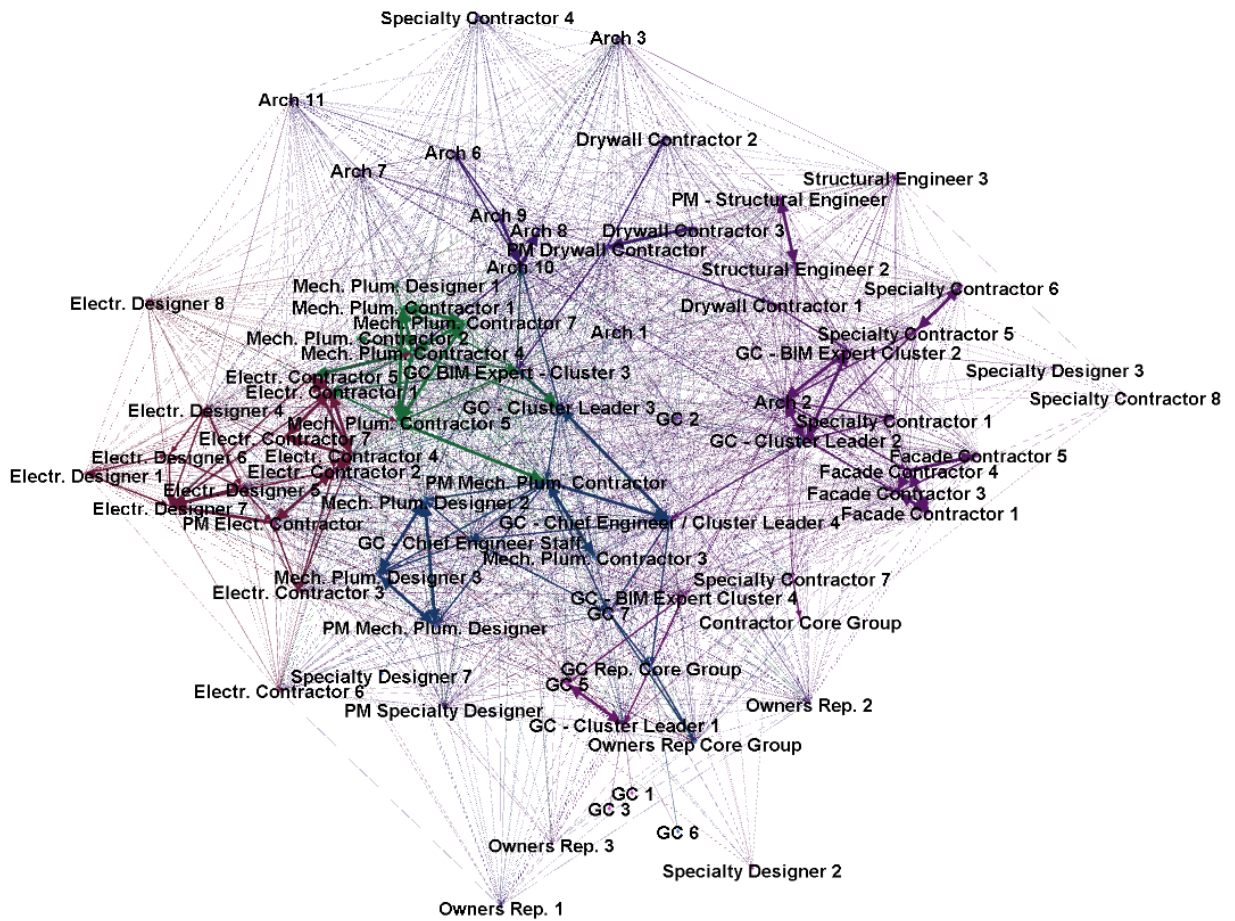 Specialty Contractor 4
Arch 3
Arch 11
Drywall Contractor 2
Arch 6
Arch 7
Structural Engineer 3
PM - Structural Engineer
Arch 9
Arch 8
Drywall Contractor 3
PM Drywall Contractor
Arch 10
Structural Engineer 2
Mech. Plum. Designer 1
Specialty Contractor 6
Electr. Designer 8
Mech. Plum. Contractor 1
Drywall Contractor 1
Mech. Plum. Contractor 7
Arch 1
Specialty Contractor 5
Mech. Plum. Contractor 2
Mech. Plum. Contractor 4
GC - BIM Expert Cluster 2
GC BIM Expert - Cluster 3
Specialty Designer 3
Electr. Contractor 5
Electr. Contractor 1
Specialty Contractor 8
Arch 2
Electr. Designer 4
GC - Cluster Leader 3
GC 2
Mech. Plum. Contractor 5
Specialty Contractor 1
Electr. Contractor 7
GC - Cluster Leader 2
Electr. Designer 6
Electr. Contractor 4
Facade Contractor 5
Electr. Contractor 2
Facade Contractor 4
Electr. Designer 1
PM Mech. Plum. Contractor
Electr. Designer 5
Facade Contractor 3
Mech. Plum. Designer 2
Electr. Designer 7
Facade Contractor 1
PM Elect. Contractor
GC - Chief Engineer / Cluster Leader 4
GC - Chief Engineer Staff
Mech. Plum. Contractor 3
Mech. Plum. Designer 3
Specialty Contractor 7
Electr. Contractor 3
GC - BIM Expert Cluster 4
GC 7
Contractor Core Group
PM Mech. Plum. Designer
GC Rep. Core Group
Specialty Designer 7
GC 5
Electr. Contractor 6
Owners Rep. 2
PM Specialty Designer
GC - Cluster Leader 1
Owners Rep Core Group
GC 1
GC 3
GC 6
Owners Rep. 3
Specialty Designer 2
Owners Rep. 1